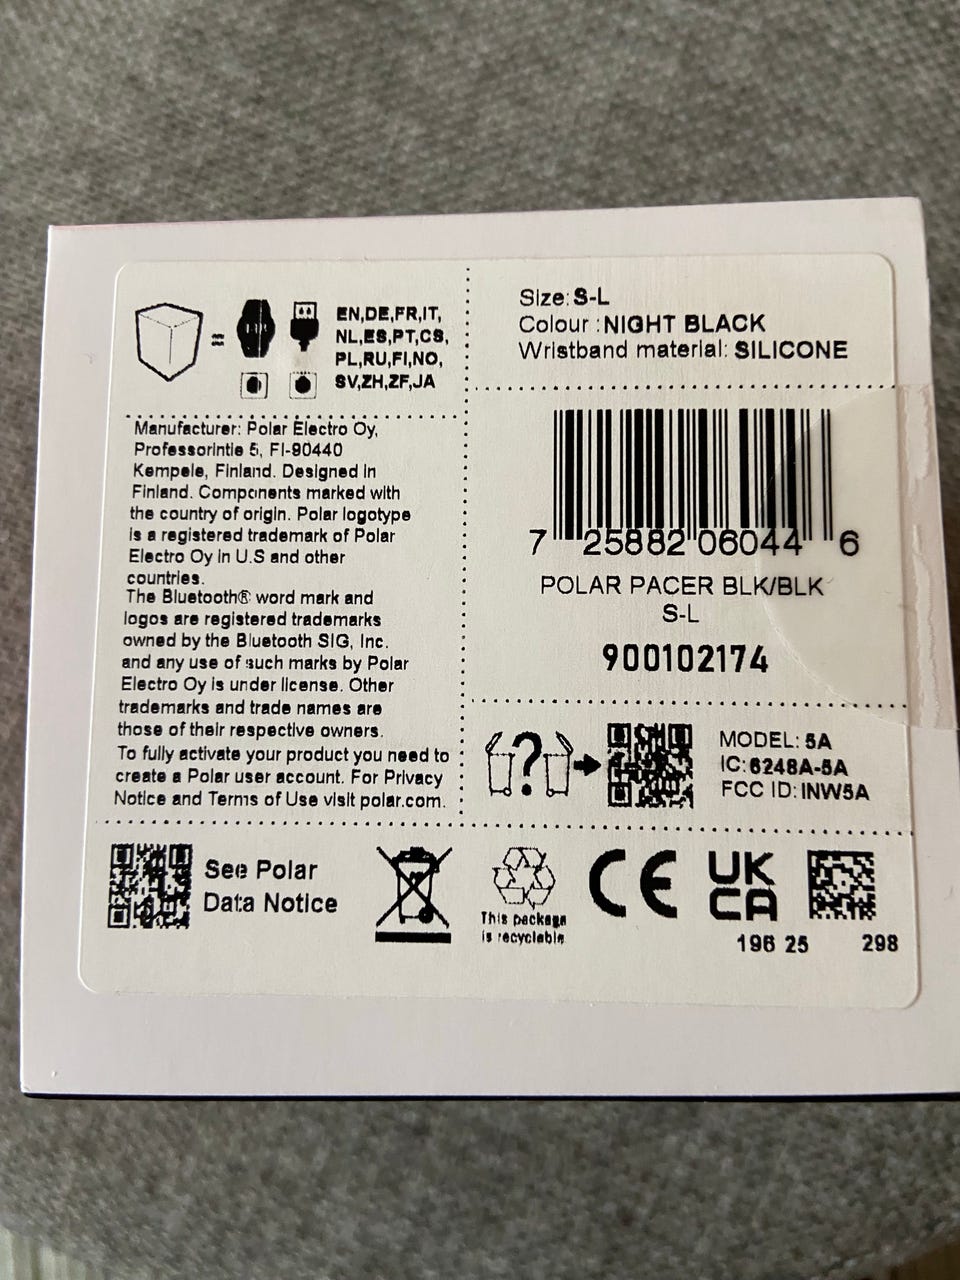 EN,DE,FR,IT,
NL,ES,PT,CS,
PL,RU,FI,NO,
SV,ZH,ZF,JA
Size: S-L
Colour : NIGHT BLACK
Wristband material: SILICONE
Manufacturer: Polar Electro Oy,
Professorintie 5, FI-90440
Kempele, Finland. Designed in
Finland. Components marked with
the country of origin. Polar logotype
is a registered trademark of Polar
Electro Oy in U.S and other
countries.
The Bluetooth® word mark and
logos are registered trademarks
owned by the Bluetooth SIG, Inc.
and any use of such marks by Polar
Electro Oy is under license. Other
trademarks and trade names are
those of their respective owners.
To fully activate your product you need to
create a Polar user account. For Privacy
Notice and Terms of Use visit polar.com.
7 25882 06044 6
POLAR PACER BLK/BLK
S-L
900102174
MODEL: 5A
IC: 6248A-5A
FCC ID: INW5A
See Polar
Data Notice
This package
is recyclable
CE
UK
CA
196 25 298